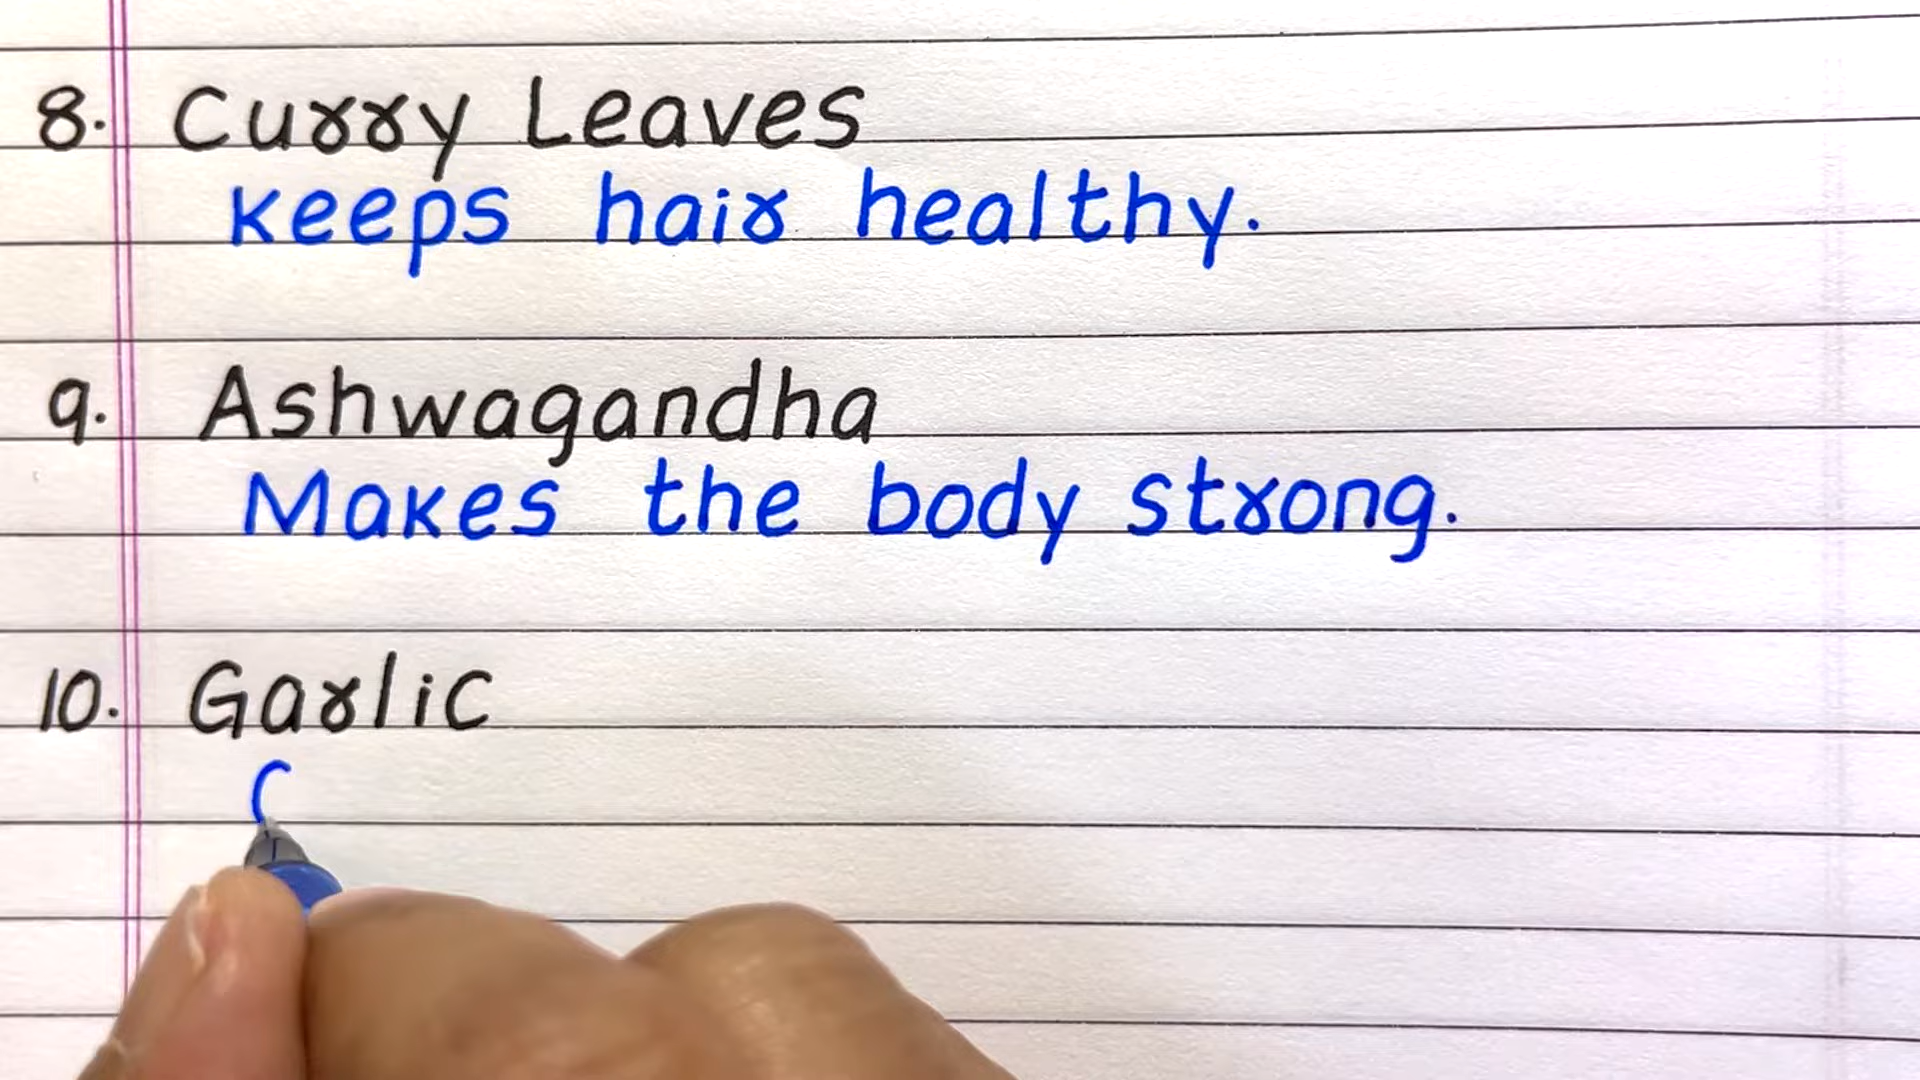 8. Curry Leaves
Keeps hair healthy.
9. Ashwagandha
Makes the body strong.
10. Garlic